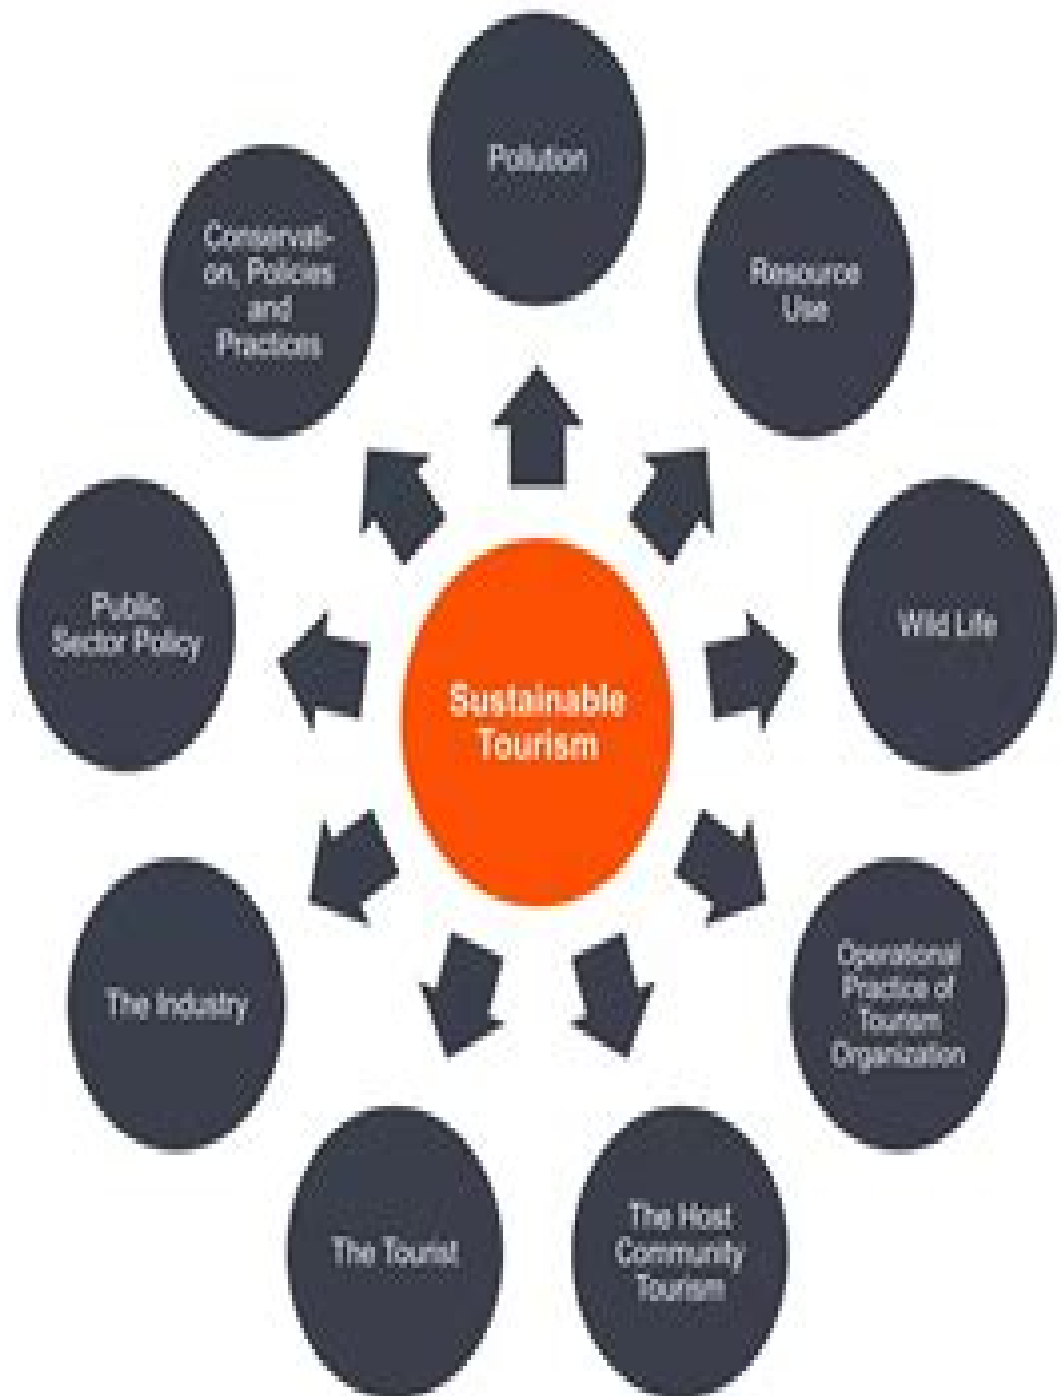 Pollution
Conservati-
on, Policies
and
Practices
Resource
Use
Public
Sector Policy
Wild Life
Sustainable
Tourism
The Industry
Operational
Practice of
Tourism
Organization
The Tourist
The Host
Community
Tourism